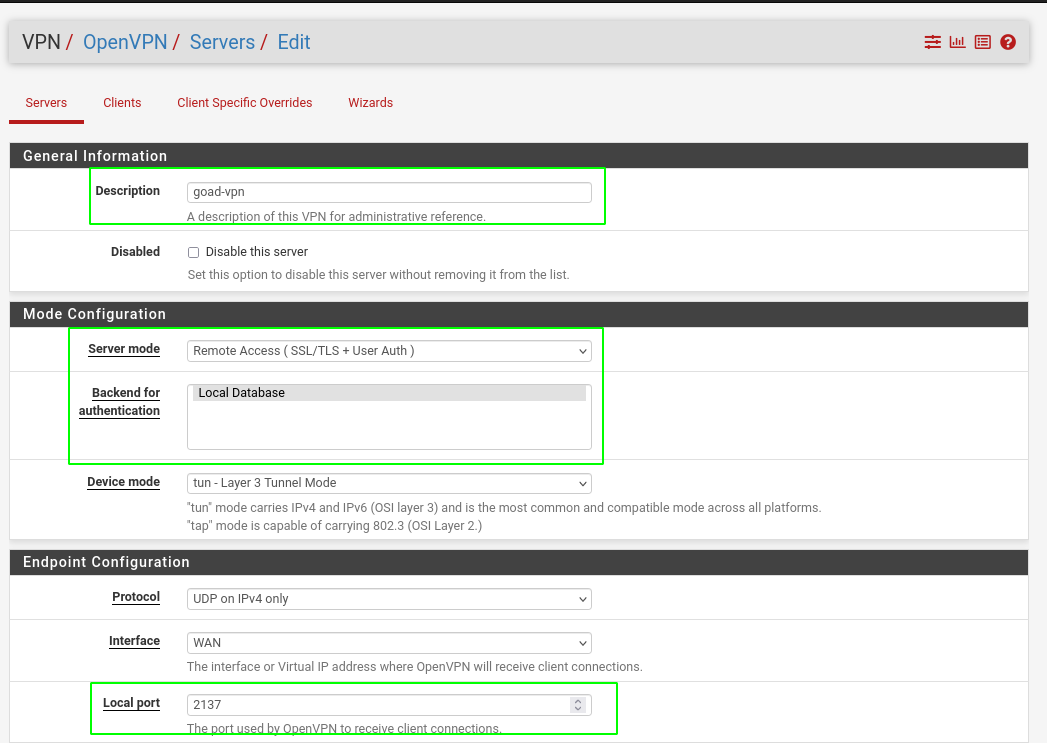 VPN / OpenVPN / Servers / Edit
Servers Clients Client Specific Overrides Wizards
General Information
Description goad-vpn
A description of this VPN for administrative reference.
Disabled Disable this server
Set this option to disable this server without removing it from the list.
Mode Configuration
Server mode Remote Access ( SSL/TLS + User Auth )
Backend for Local Database
authentication
Device mode tun - Layer 3 Tunnel Mode
"tun" mode carries IPv4 and IPv6 (OSI layer 3) and is the most common and compatible mode across all platforms.
"tap" mode is capable of carrying 802.3 (OSI Layer 2.)
Endpoint Configuration
Protocol UDP on IPv4 only
Interface WAN
The interface or Virtual IP address where OpenVPN will receive client connections.
Local port 2137
The port used by OpenVPN to receive client connections.